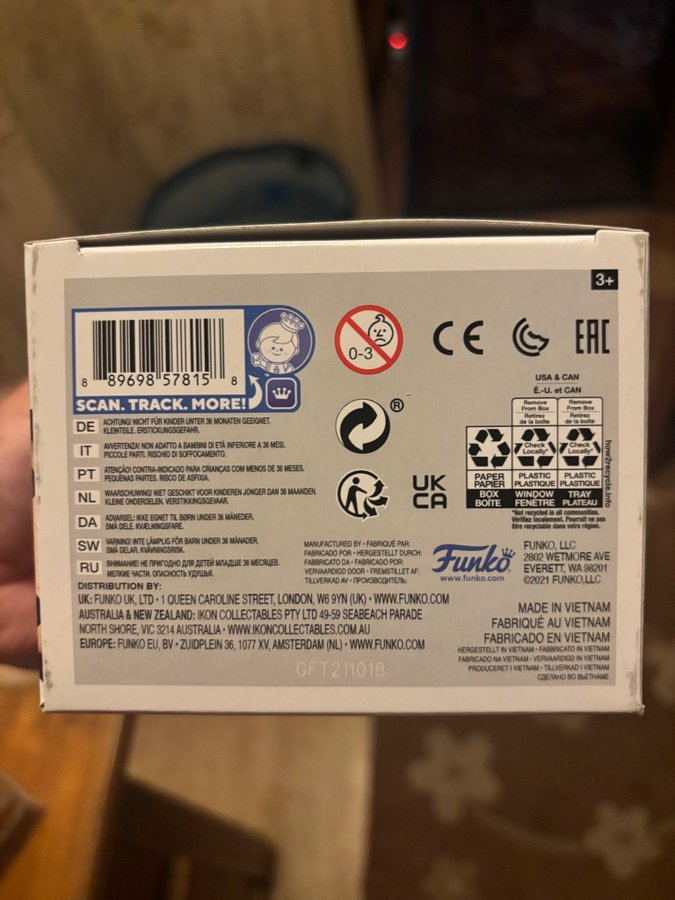 3+
8 89698 57815 8
SCAN. TRACK. MORE!
0-3
CE
EAC
USA & CAN
É.-U. et CAN
Remove From Box
Retirez de la boîte
Remove From Box
Retirez de la boîte
Check Locally*
Check Locally*
PAPER
PAPIER
BOX
BOÎTE
PLASTIC
PLASTIQUE
WINDOW
FENÊTRE
PLASTIC
PLASTIQUE
TRAY
PLATEAU
*Not recycled in all communities.
Vérifiez localement. Pourrait ne pas
être recyclable dans votre région.
how2recycle.info
®
UK
CA
DE ACHTUNG! NICHT FÜR KINDER UNTER 36 MONATEN GEEIGNET.
KLEINTEILE. ERSTICKUNGSGEFAHR.
IT AVVERTENZA! NON ADATTO A BAMBINI DI ETÀ INFERIORE A 36 MESI.
PICCOLE PARTI. RISCHIO DI SOFFOCAMENTO.
PT ATENÇÃO! CONTRA-INDICADO PARA CRIANÇAS COM MENOS DE 36 MESES.
PEQUENAS PARTES. RISCO DE ASFIGA.
NL WAARSCHUWING! NIET GESCHIKT VOOR KINDEREN JONGER DAN 36 MAANDEN.
KLEINE ONDERDELEN. VERSTIKKINGSGEVAAR.
DA ADVARSEL! IKKE EGNET TIL BØRN UNDER 36 MÅNEDER.
SMÅ DELE. KVÆLNINGSFARE.
SW VARNING! INTE LÄMPLIG FÖR BARN UNDER 36 MÅNADER.
SMÅ DELAR. KVÄVNINGSRISK.
RU ВНИМАНИЕ! НЕ ПРИГОДНО ДЛЯ ДЕТЕЙ МЛАДШЕ 36 МЕСЯЦЕВ.
МЕЛКИЕ ЧАСТИ. ОПАСНОСТЬ УДУШЬЯ.
MANUFACTURED BY • FABRIQUÉ PAR:
FABRICADO POR • HERGESTELLT DURCH:
FABBRICATO DA • FABRICADO POR:
VERVAARDIGD DOOR • FREMSTILLET AF:
TILLVERKAD AV • ПРОИЗВОДИТЕЛЬ:
Funko
www.funko.com
FUNKO, LLC
2802 WETMORE AVE
EVERETT, WA 98201
©2021 FUNKO,LLC
DISTRIBUTION BY:
UK: FUNKO UK, LTD • 1 QUEEN CAROLINE STREET, LONDON, W6 9YN (UK) • WWW.FUNKO.COM
AUSTRALIA & NEW ZEALAND: IKON COLLECTABLES PTY LTD 49-59 SEABEACH PARADE
NORTH SHORE, VIC 3214 AUSTRALIA • WWW.IKONCOLLECTABLES.COM.AU
EUROPE: FUNKO EU, BV • ZUIDPLEIN 36, 1077 XV, AMSTERDAM (NL) • WWW.FUNKO.COM
MADE IN VIETNAM
FABRIQUÉ AU VIETNAM
FABRICADO EN VIETNAM
HERGESTELLT IN VIETNAM • FABBRICATO IN VIETNAM
FABRICADO NA VIETNAM • VERVAARDIGD IN VIETNAM
PRODUCERET I VIETNAM • TILLVERKAD I VIETNAM
СДЕЛАНО ВО ВЬЕТНАМЕ
GFT211018